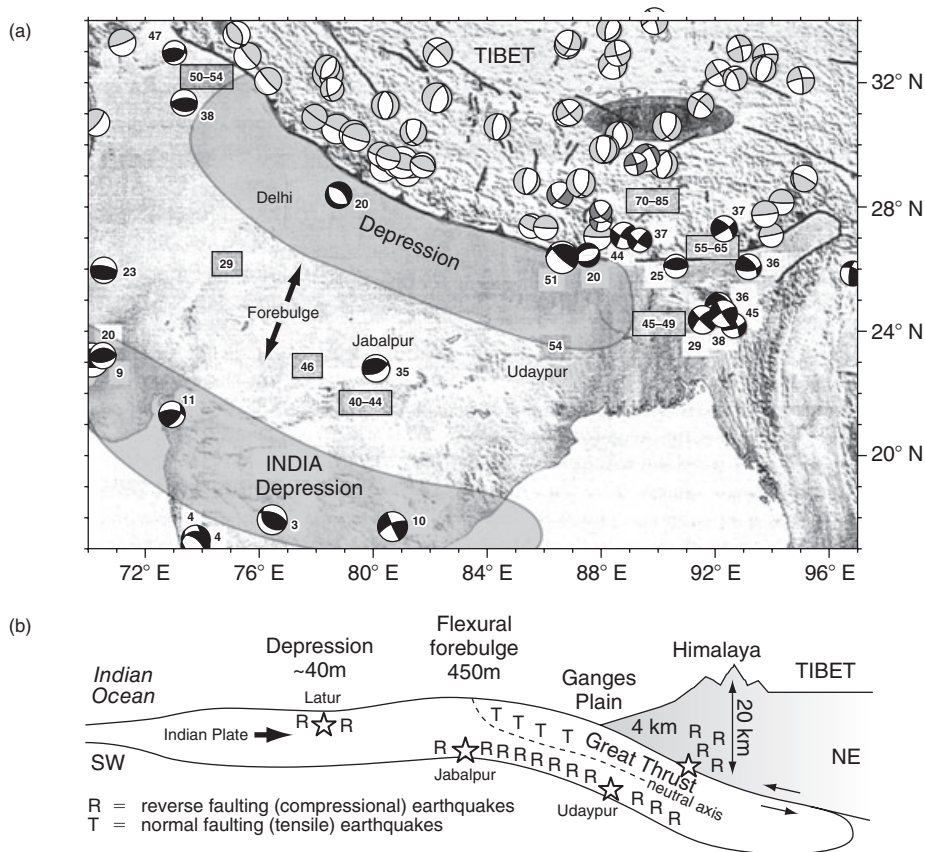 (a)
47
TIBET
50–54
32° N
38
Delhi
20
70–85
28° N
Depression
37
37
44
55–65
23
29
51
20
25
36
Forebulge
36
45
45–49
24° N
20
Jabalpur
54
29
38
9
46
35
Udaypur
40–44
11
20° N
INDIA
Depression
4
4
3
10
72° E
76° E
80° E
84° E
88° E
92° E
96° E
(b)
Flexural
forebulge
450m
Depression
~40m
Himalaya
Indian
Ocean
Latur
Ganges
Plain
TIBET
R R
T T T T
4 km
20 km
R R R R R
Indian Plate
Great Thrust
SW
R R R R R R R R
NE
Jabalpur
neutral axis
Udaypur
R R R
R = reverse faulting (compressional) earthquakes
T = normal faulting (tensile) earthquakes